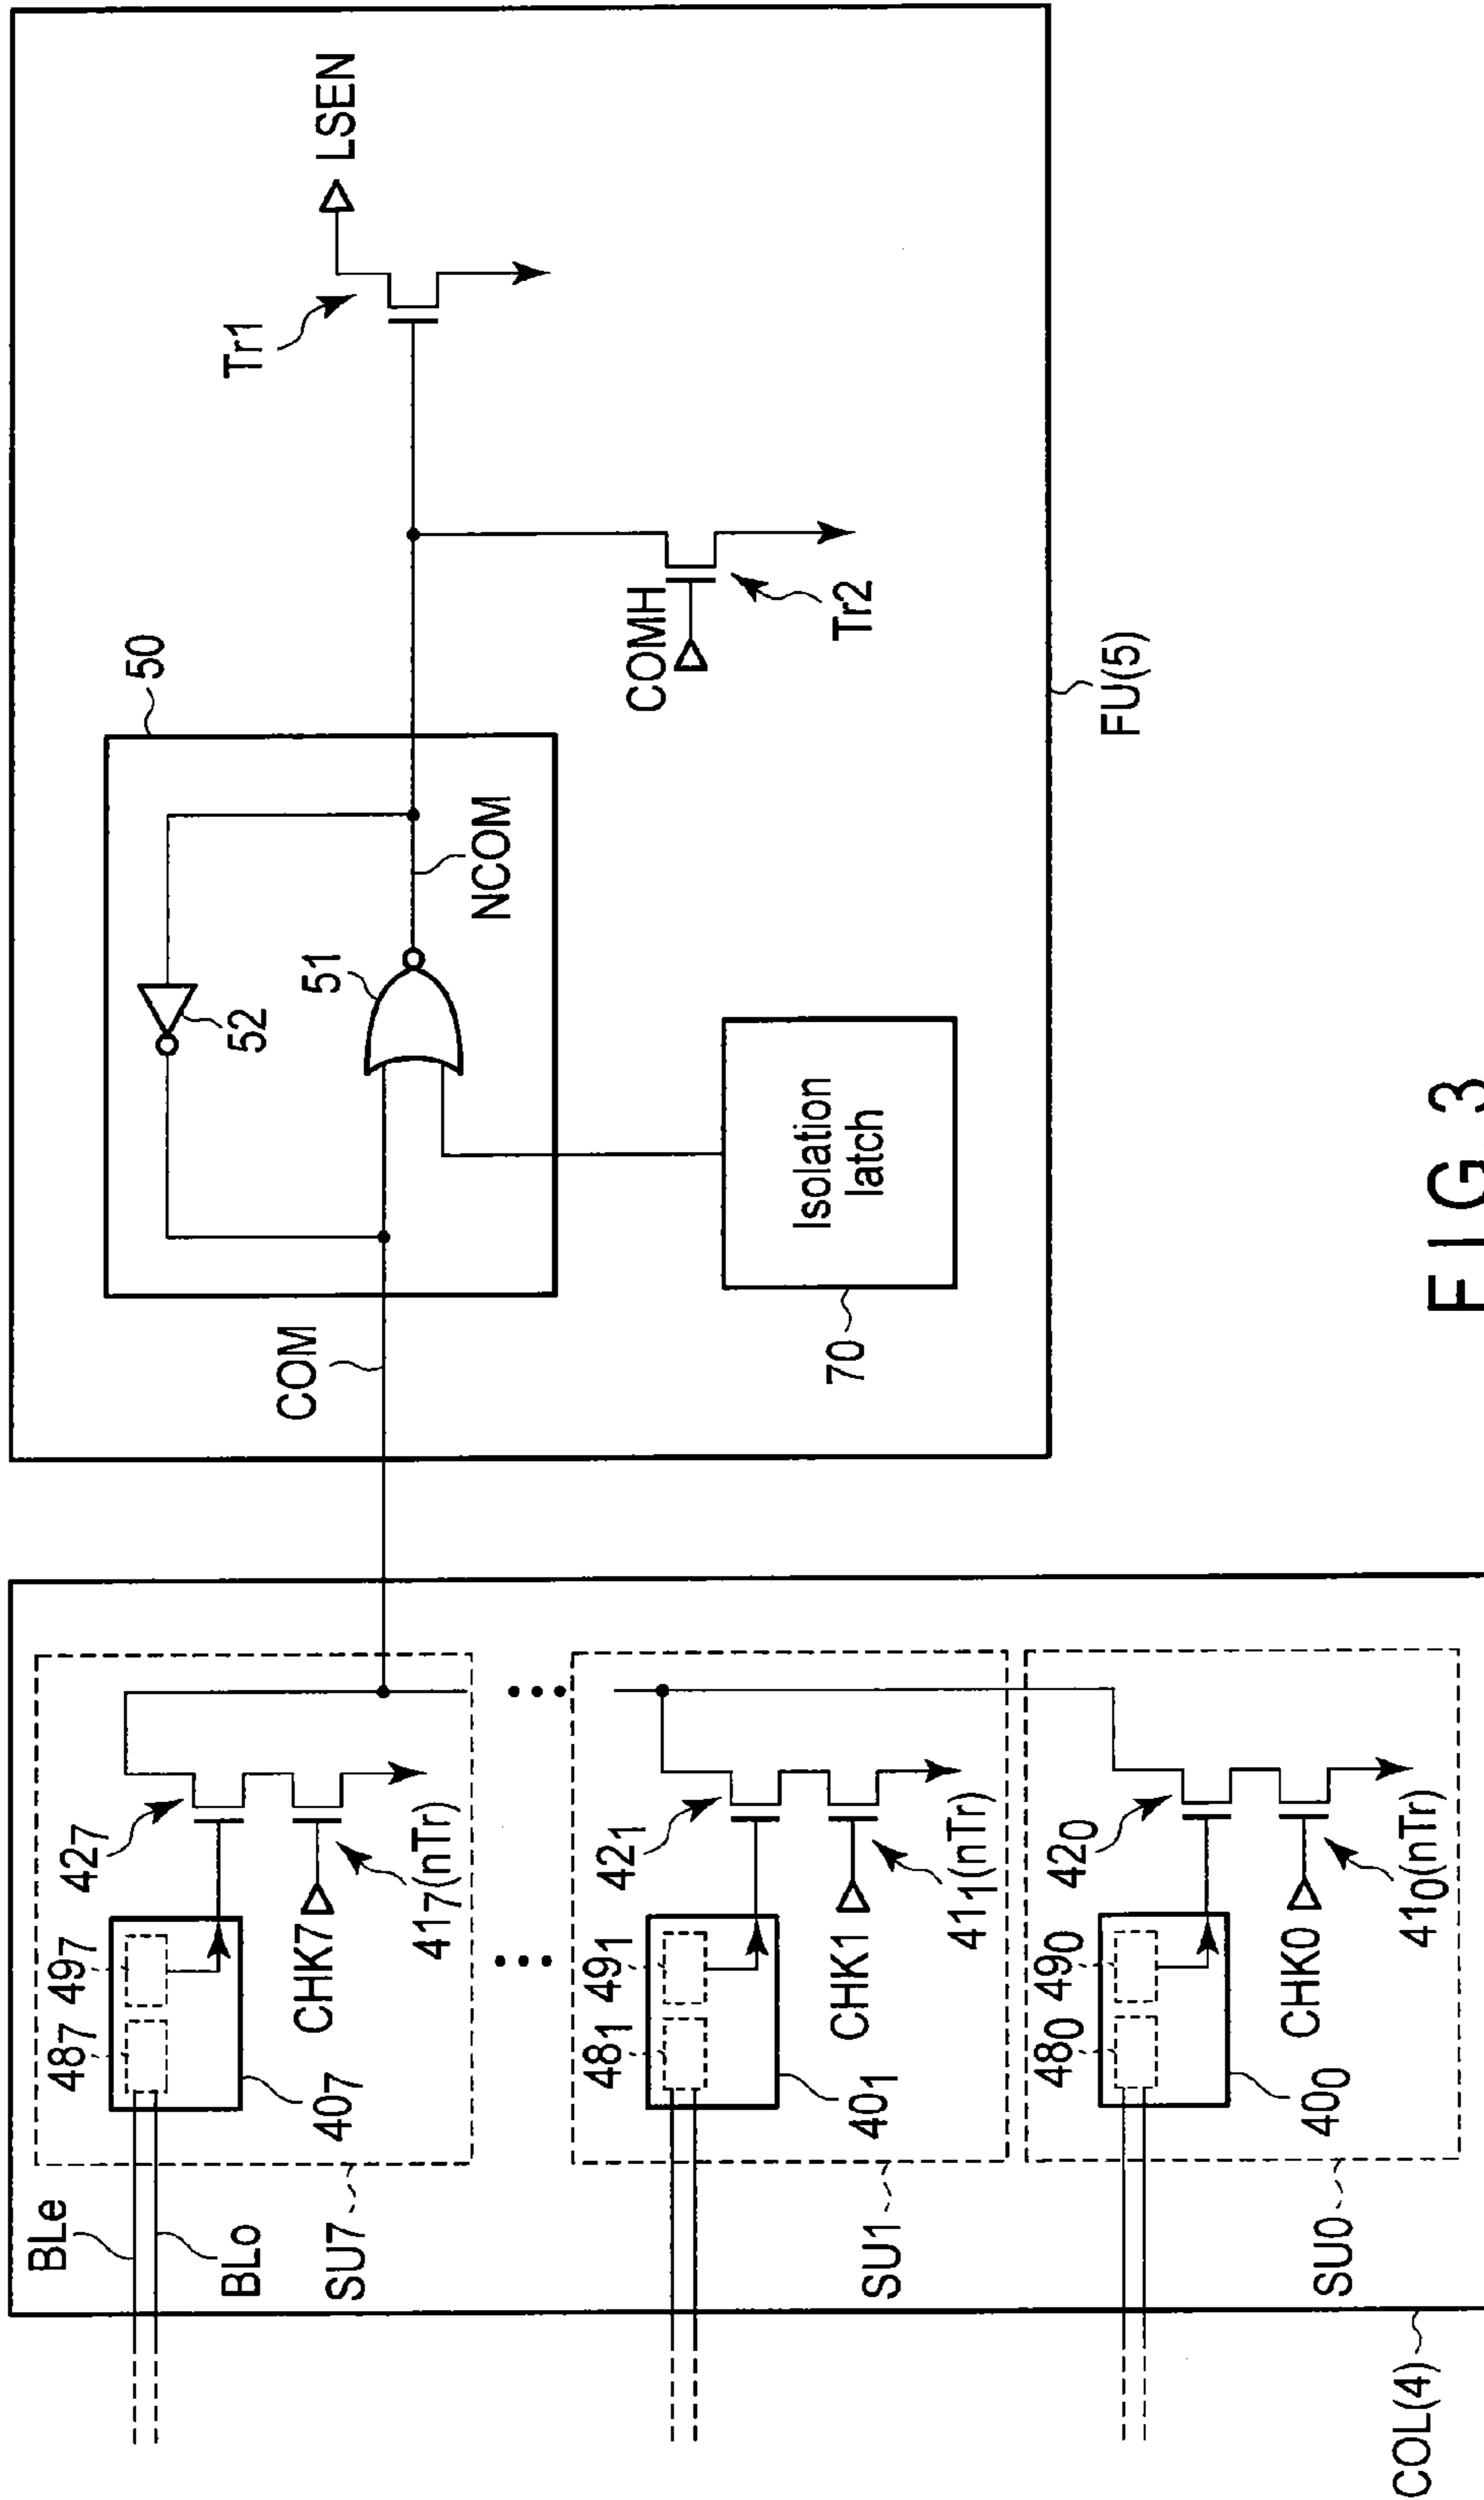 BLe
BLo
487
497
427
407
CHK7
417(nTr)
SU7
481
491
421
401
CHK1
411(nTr)
SU1
480
490
420
400
CHK0
410(nTr)
SU0
COL(4)
COM
50
52
51
NCOM
Isolation
latch
70
COMH
Tr2
Tr1
LSEN
FU(5)
FIG 3